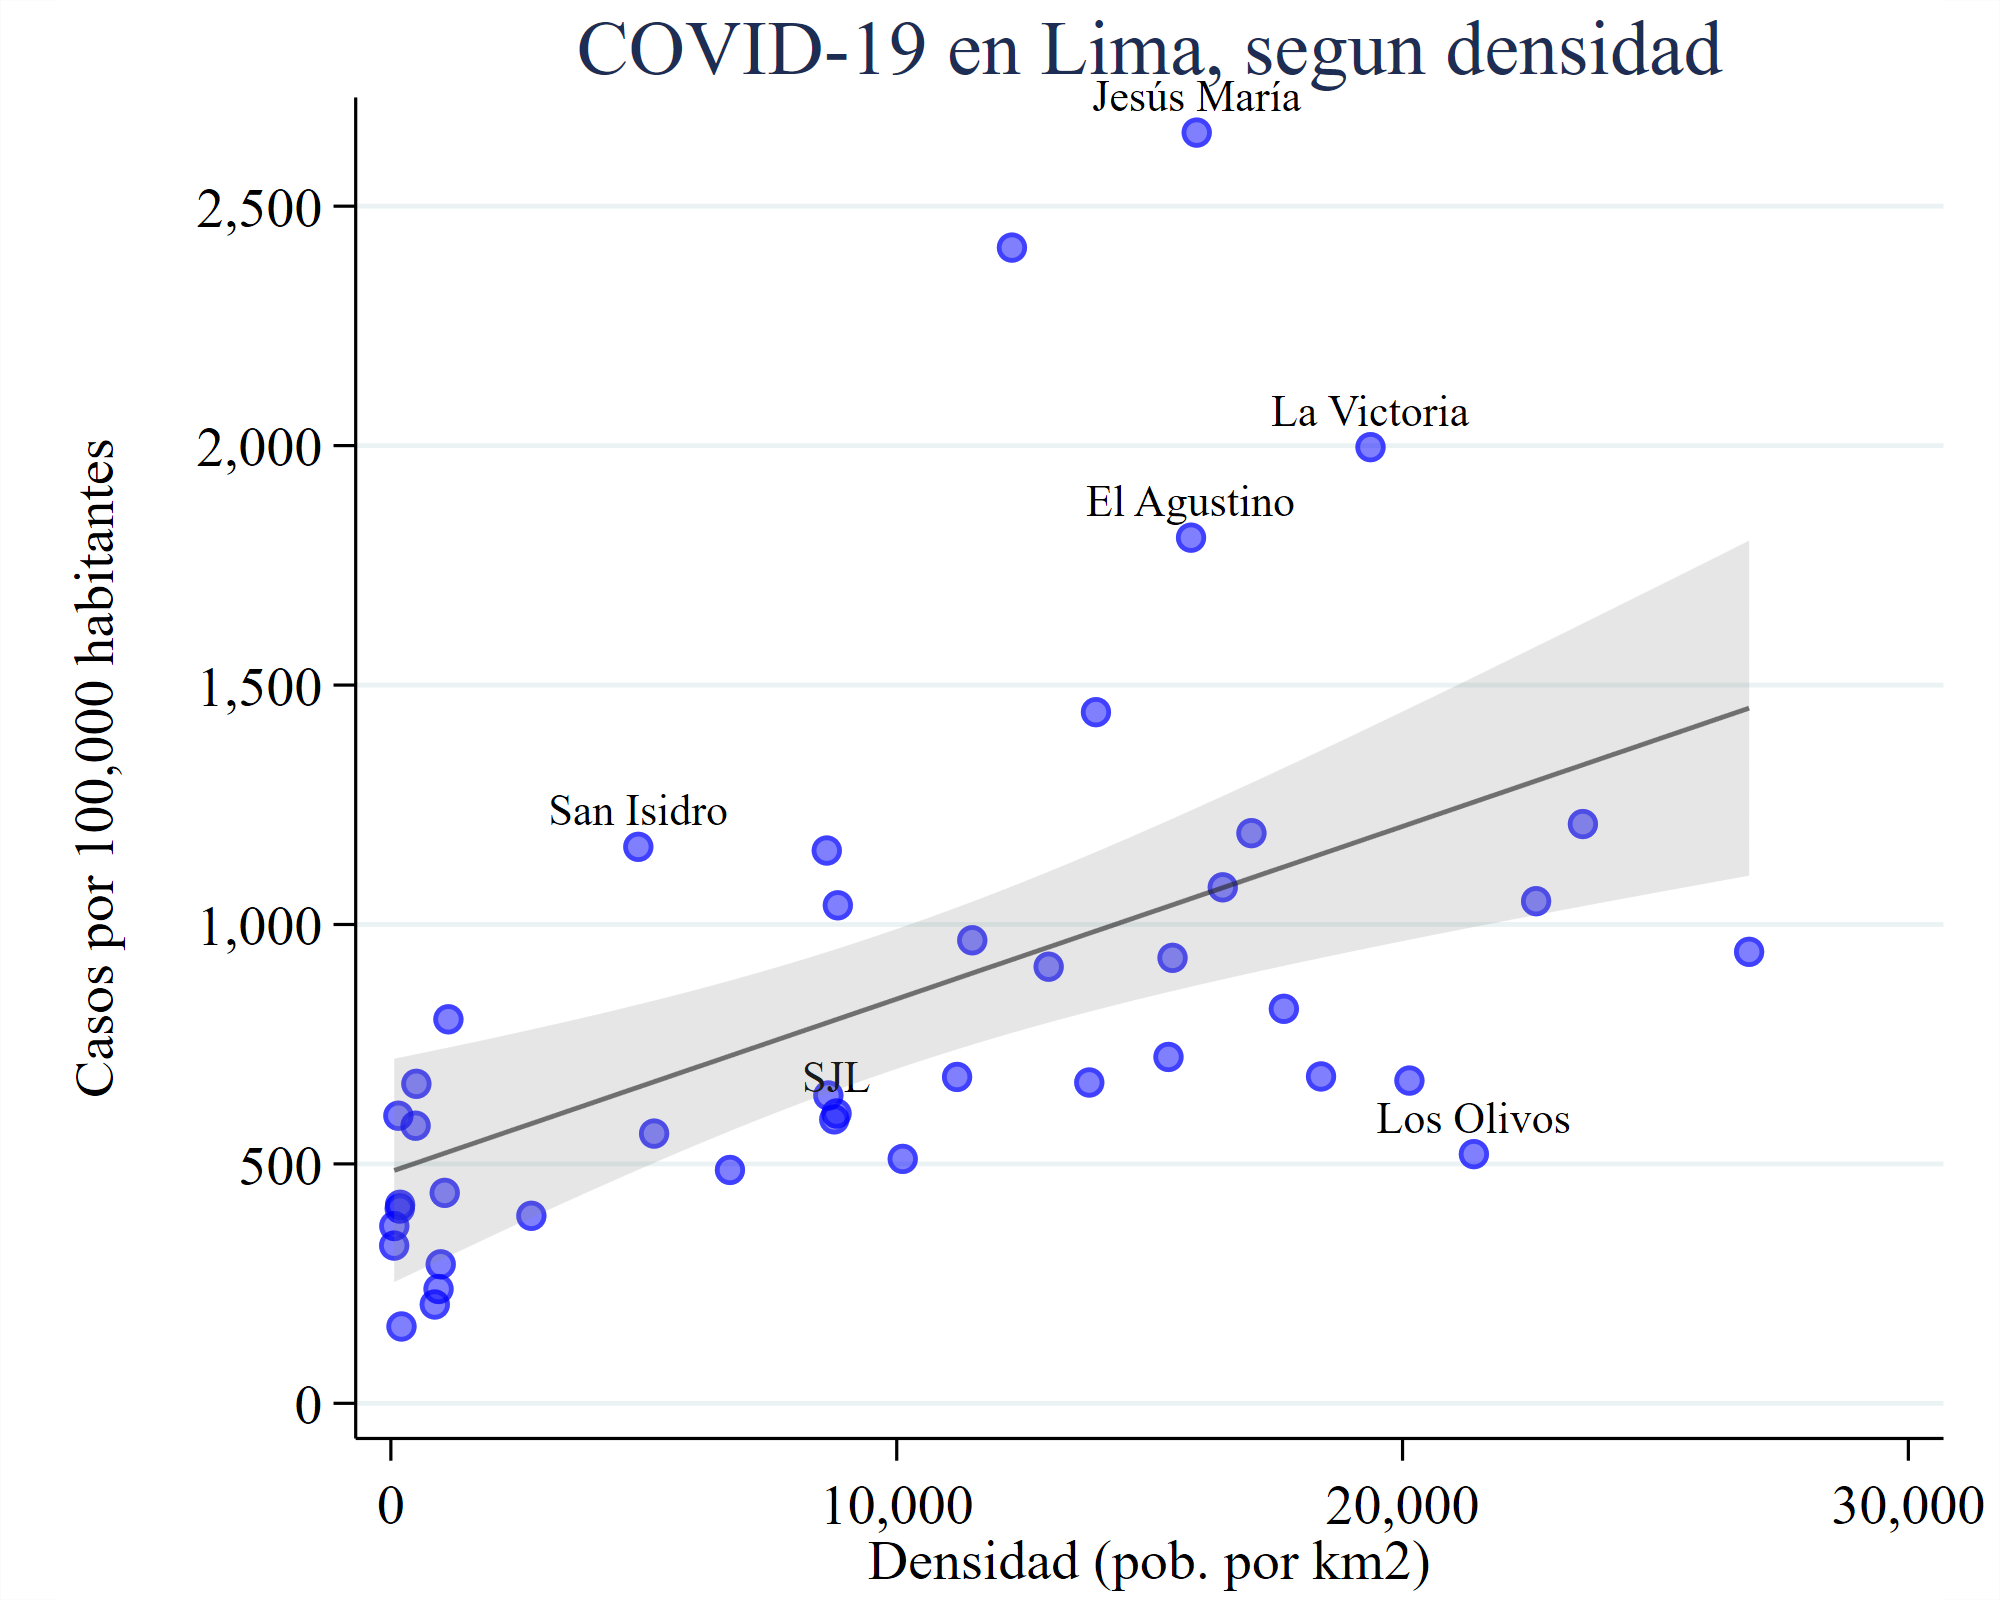 COVID-19 en Lima, segun densidad
Jesús María
2,500
La Victoria
2,000
El Agustino
1,500
San Isidro
1,000
SJL
Los Olivos
500
0
Casos por 100,000 habitantes
0 10,000 20,000 30,000
Densidad (pob. por km2)